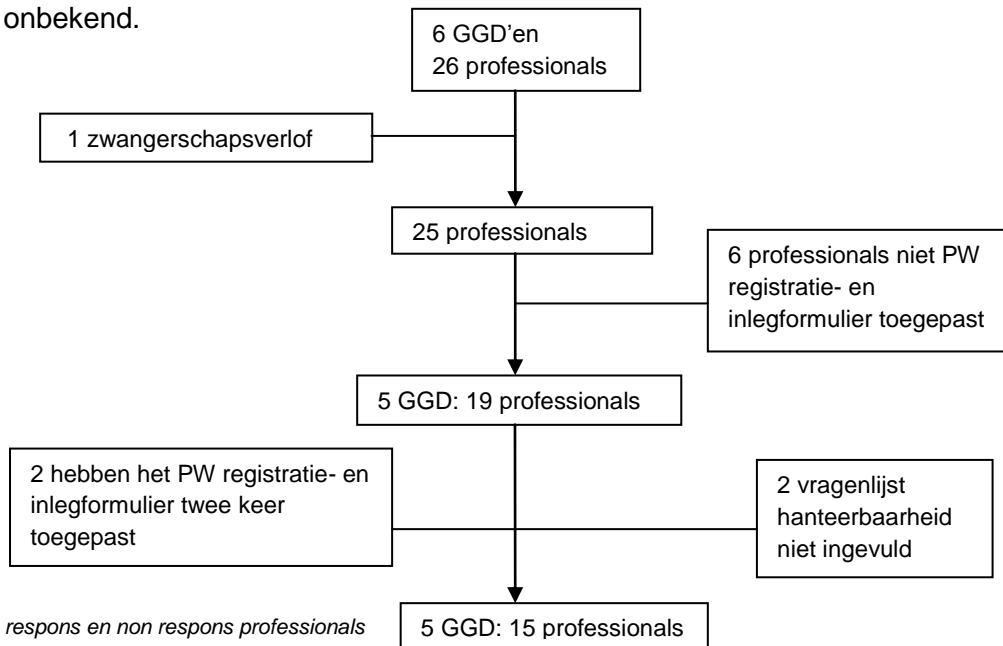 onbekend.
6 GGD'en
26 professionals
1 zwangerschapsverlof
25 professionals
6 professionals niet PW
registratie- en
inlegformulier toegepast
5 GGD: 19 professionals
2 hebben het PW registratie- en
inlegformulier twee keer
toegepast
2 vragenlijst
hanteerbaarheid
niet ingevuld
respons en non respons professionals
5 GGD: 15 professionals